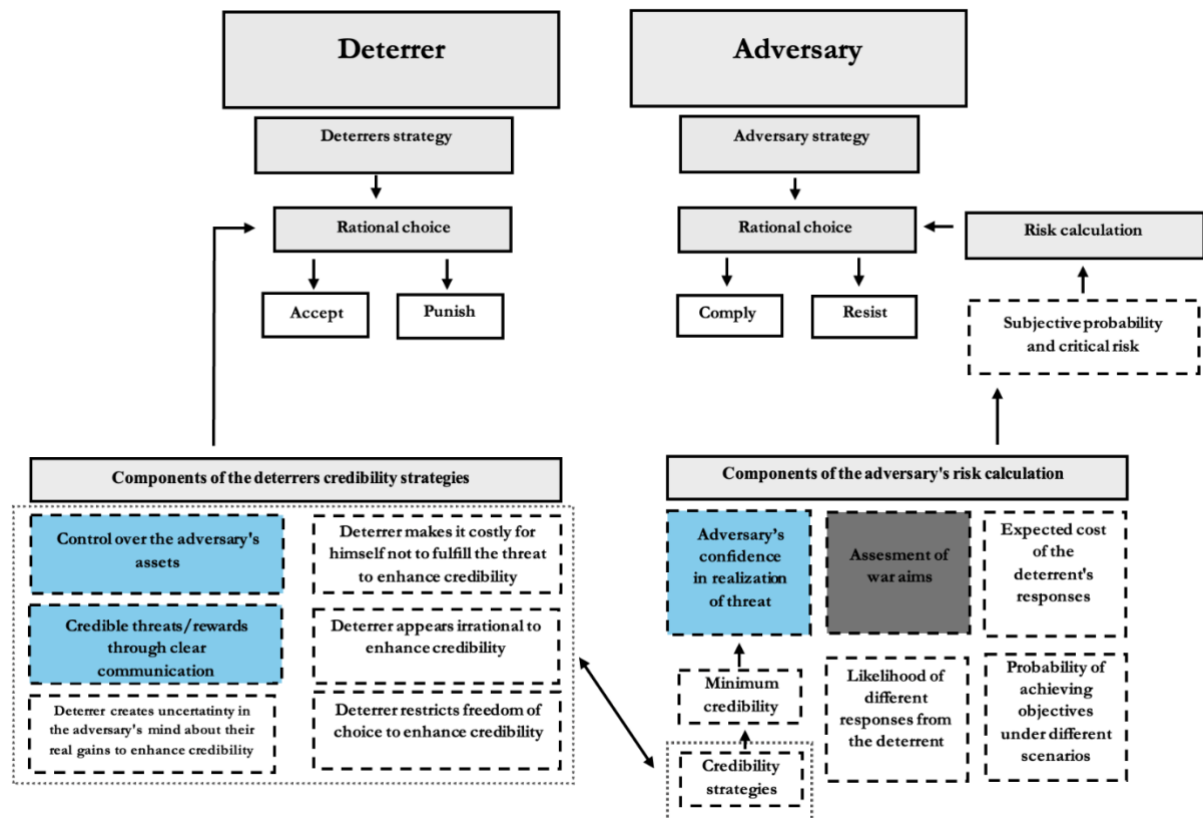 Deterrer
Adversary
Deterrers strategy
Adversary strategy
Rational choice
Rational choice
Risk calculation
Accept
Punish
Comply
Resist
Subjective probability
and critical risk
Components of the deterrers credibility strategies
Control over the adversary's
assets
Deterrer makes it costly for
himself not to fulfill the threat
to enhance credibility
Credible threats/rewards
through clear
communication
Deterrer appears irrational to
enhance credibility
Deterrer creates uncertatinty in
the adversary's mind about their
real gains to enhance credibility
Deterrer restricts freedom of
choice to enhance credibility
Components of the adversary's risk calculation
Adversary's
confidence
in realization
of threat
Assesment of
war aims
Expected cost
of the
deterrent's
responses
Minimum
credibility
Likelihood of
different
responses from
the deterrent
Probability of
achieving
objectives
under different
scenarios
Credibility
strategies